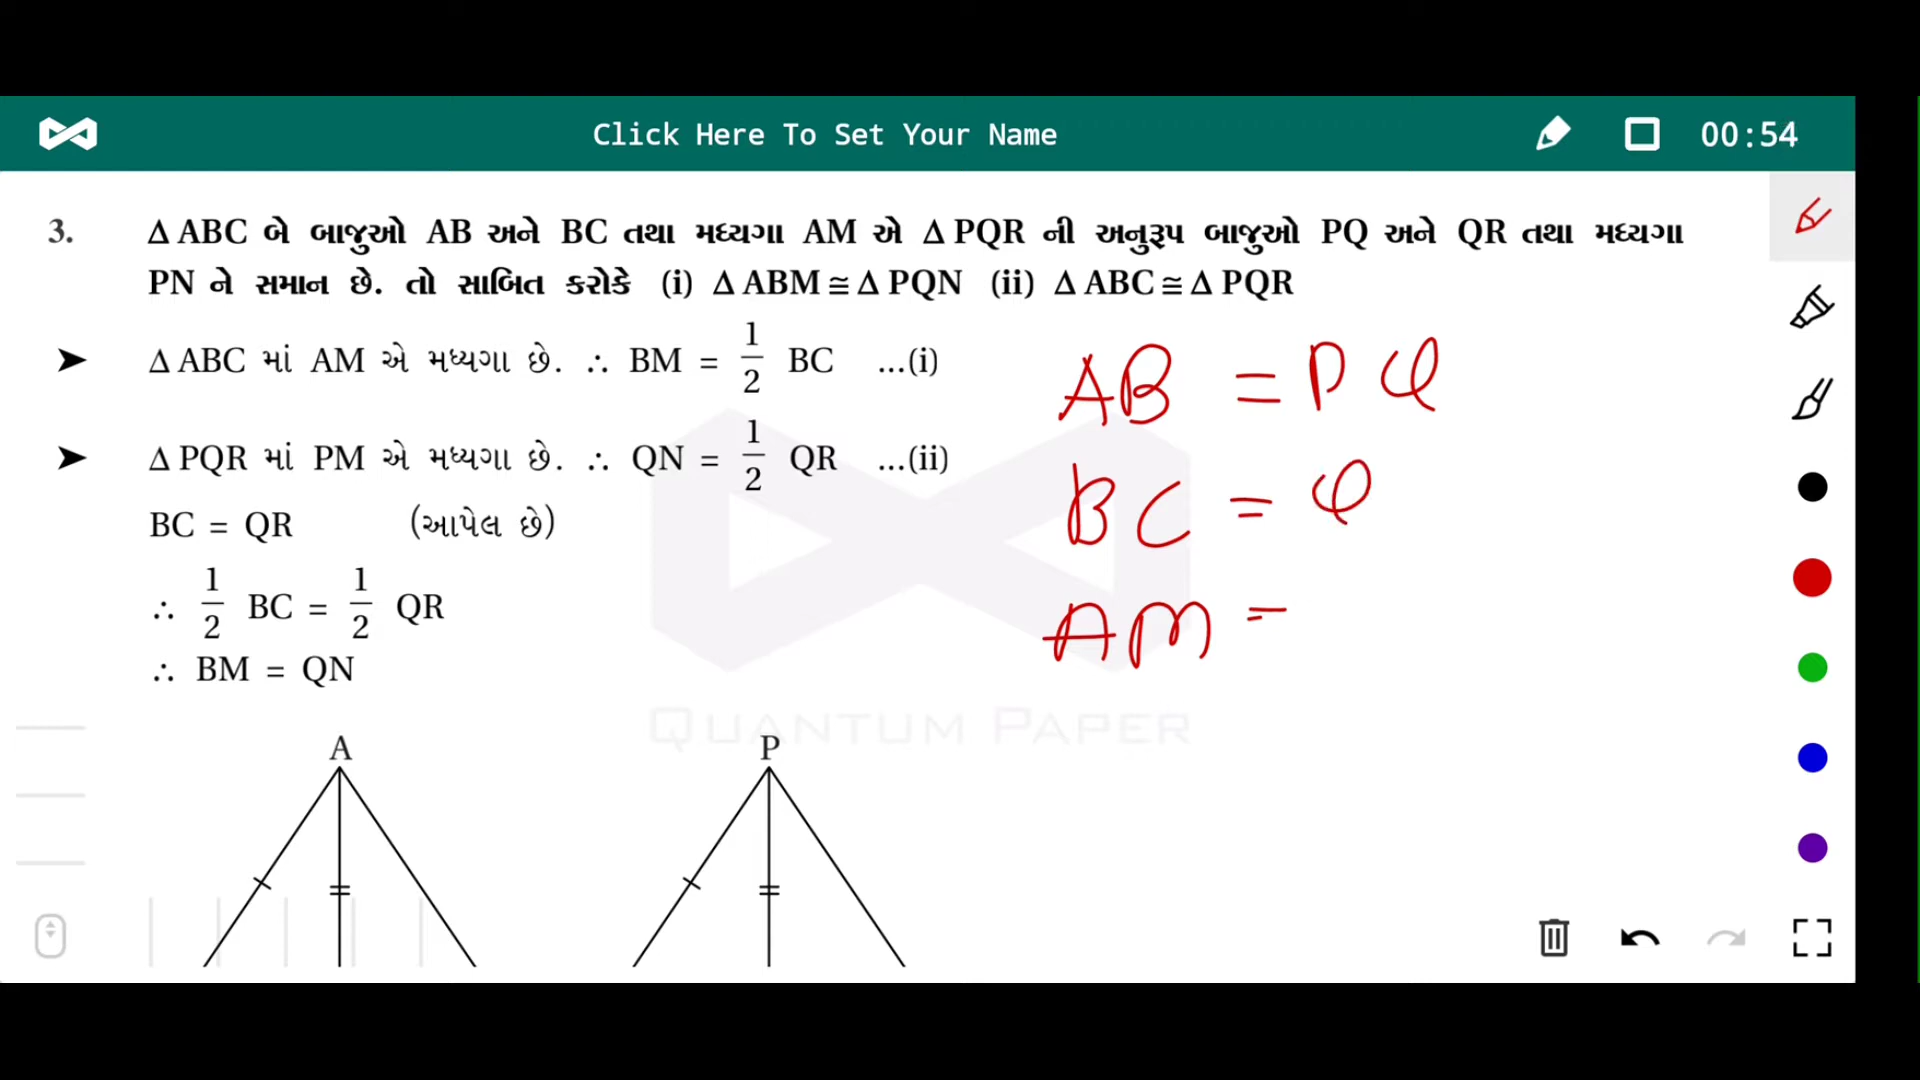 Click Here To Set Your Name
00:54
3. Δ ABC બે બાજુઓ AB અને BC તથા મધ્યગા AM એ Δ PQR ની અનુરૂપ બાજુઓ PQ અને QR તથા મધ્યગા
PN ને સમાન છે. તો સાબિત કરોકે (i) Δ ABM ≅ Δ PQN (ii) Δ ABC ≅ Δ PQR
➤ Δ ABC માં AM એ મધ્યગા છે. ∴ BM = 1/2 BC ...(i)
AB = PQ
➤ Δ PQR માં PM એ મધ્યગા છે. ∴ QN = 1/2 QR ...(ii)
BC = QR (આપેલ છે)
BC = Q
∴ 1/2 BC = 1/2 QR
AM =
∴ BM = QN
QUANTUM PAPER
A P